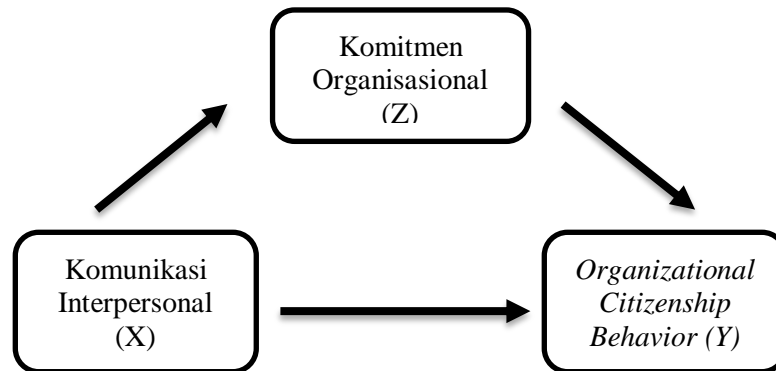 Komitmen
Organisasional
(Z)
Komunikasi
Interpersonal
(X)
Organizational
Citizenship
Behavior (Y)